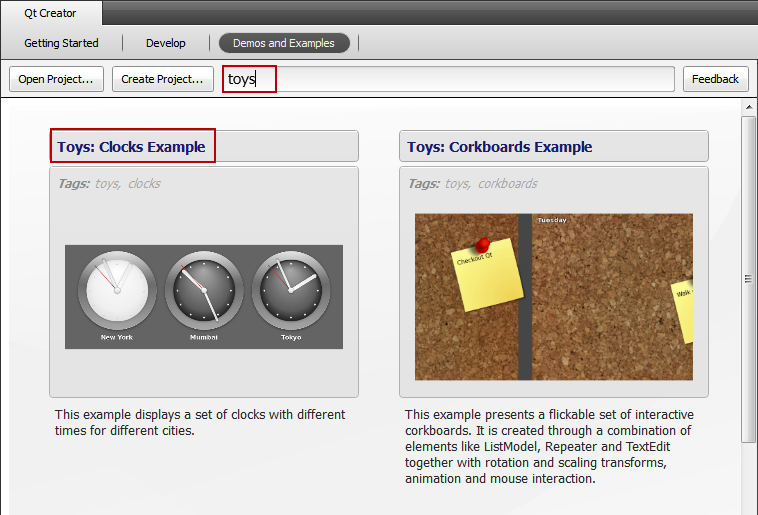 Qt Creator
Getting Started
Develop
Demos and Examples
Open Project...
Create Project...
toys
Feedback
Toys: Clocks Example
Toys: Corkboards Example
Tags: toys, clocks
Tags: toys, corkboards
Tuesday
Checkout Qt
Walk
New York
Mumbai
Tokyo
This example displays a set of clocks with different
times for different cities.
This example presents a flickable set of interactive
corkboards. It is created through a combination of
elements like ListModel, Repeater and TextEdit
together with rotation and scaling transforms,
animation and mouse interaction.